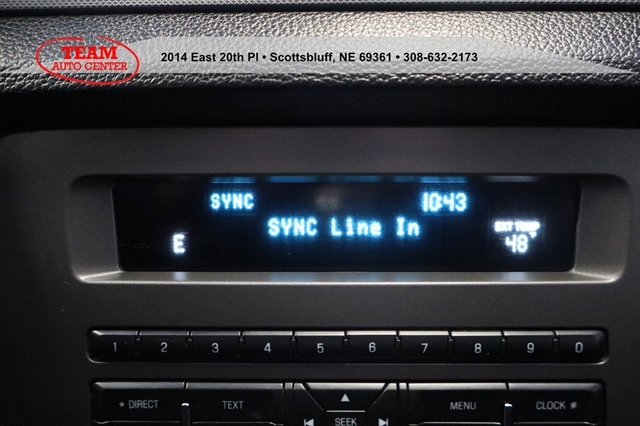 TEAM
AUTO CENTER
2014 East 20th Pl • Scottsbluff, NE 69361 • 308-632-2173
SYNC 10:43
SYNC Line In
E EXT TEMP
48°
1 2 3 4 5 6 7 8 9 0
* DIRECT TEXT MENU CLOCK #
SEEK